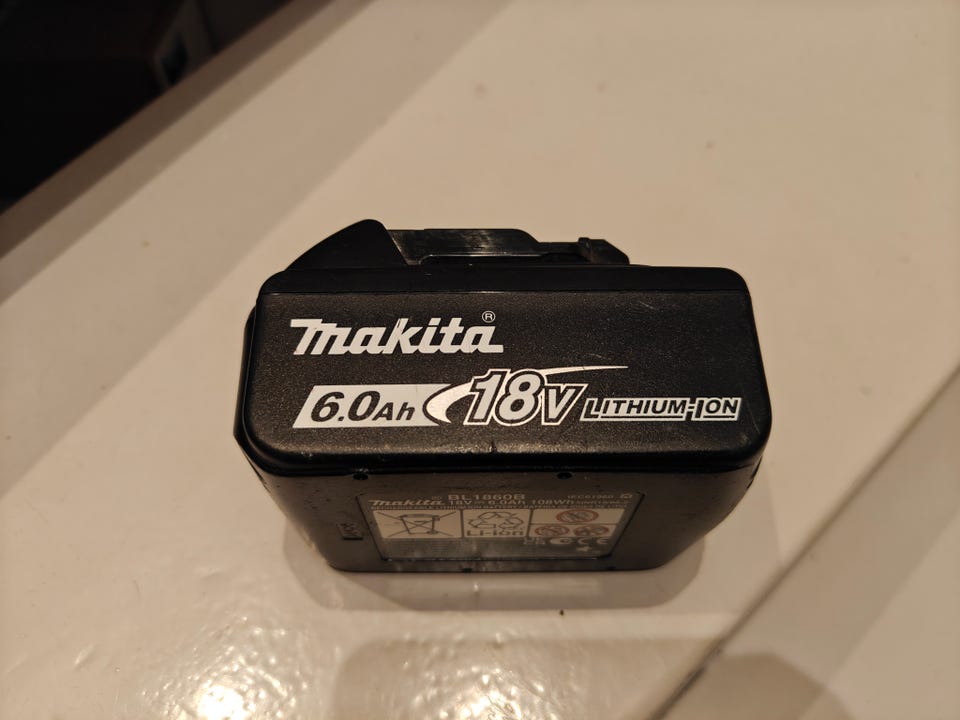 makita®
6.0Ah 18V LITHIUM-ION
BL1860B
makita 18V 6.0Ah 108Wh
Li-ion